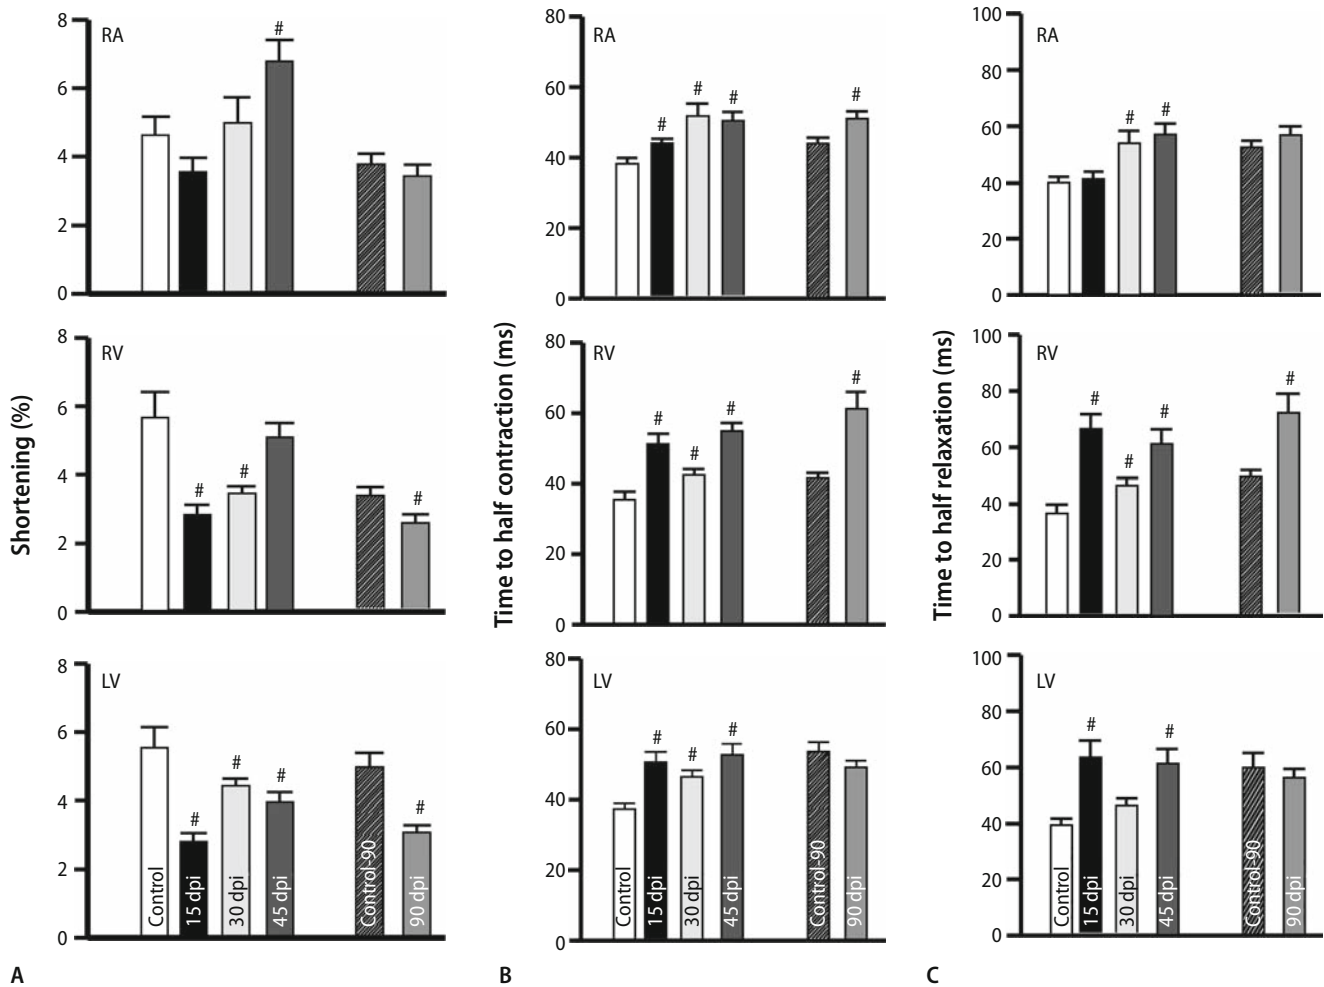 Shortening (%)
8
RA
#
6
4
2
0
8
RV
6
#
#
#
4
2
0
8
LV
6
#
#
#
#
4
2
0
Control
15 dpi
30 dpi
45 dpi
Control-90
90 dpi
A
Time to half contraction (ms)
80
RA
60
#
#
#
#
40
20
0
80
RV
60
#
#
#
#
40
20
0
80
LV
60
#
#
#
40
20
0
Control
15 dpi
30 dpi
45 dpi
Control-90
90 dpi
B
Time to half relaxation (ms)
100
RA
80
60
#
#
40
20
0
100
RV
80
#
#
#
#
60
40
20
0
100
LV
80
#
#
60
40
20
0
Control
15 dpi
30 dpi
45 dpi
Control-90
90 dpi
C